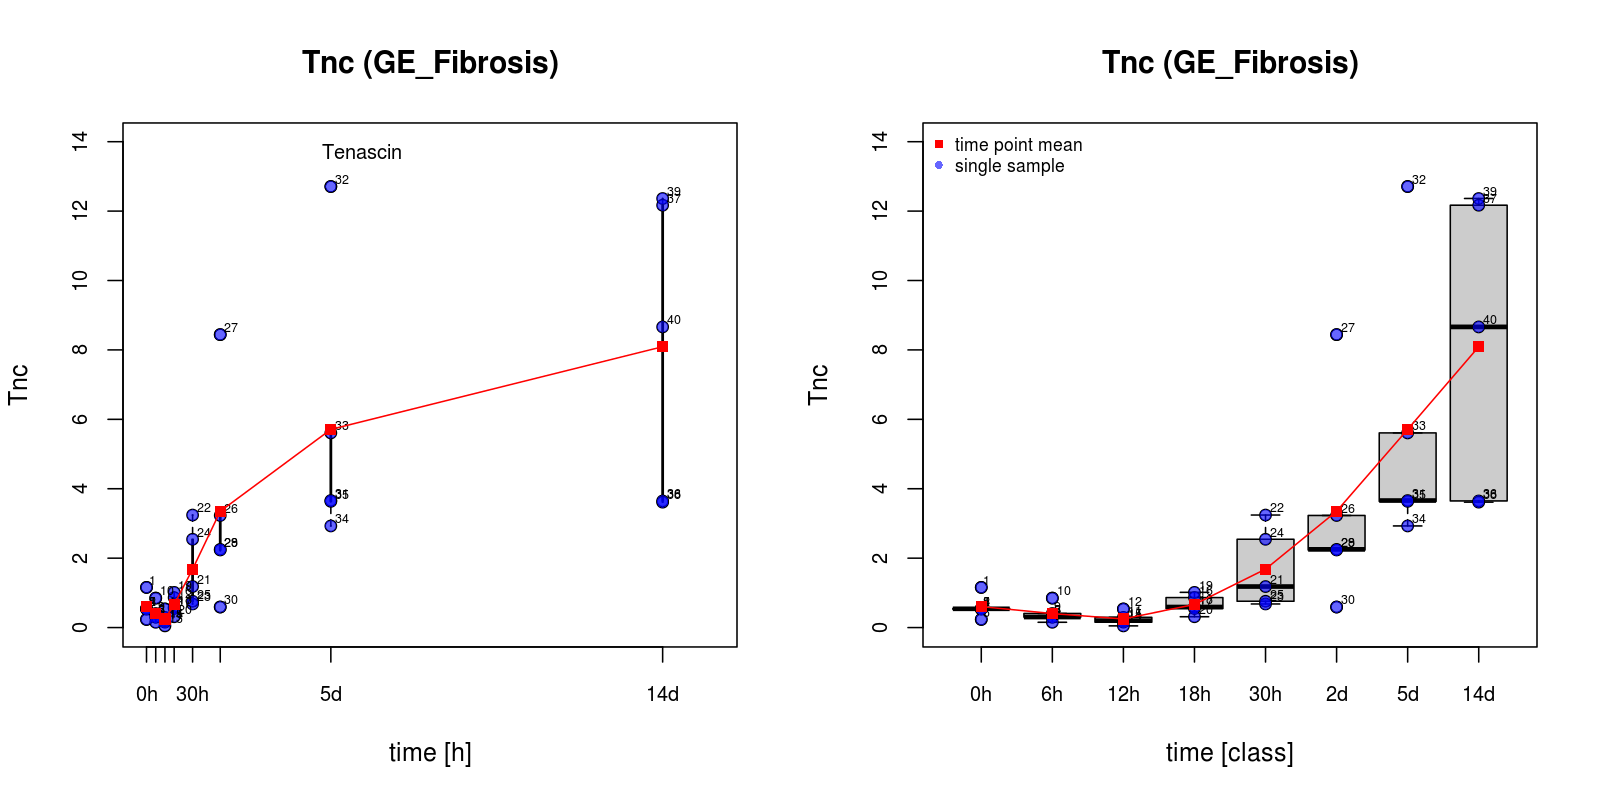 Tnc (GE_Fibrosis)
Tnc
14
12
10
8
6
4
2
0
Tenascin
32
27
39
37
40
33
34
22
24
26
21
30
1
0h
30h
5d
14d
time [h]
Tnc (GE_Fibrosis)
Tnc
14
12
10
8
6
4
2
0
time point mean
single sample
32
39
37
27
40
33
34
22
24
26
21
30
1
10
12
19
0h
6h
12h
18h
30h
2d
5d
14d
time [class]